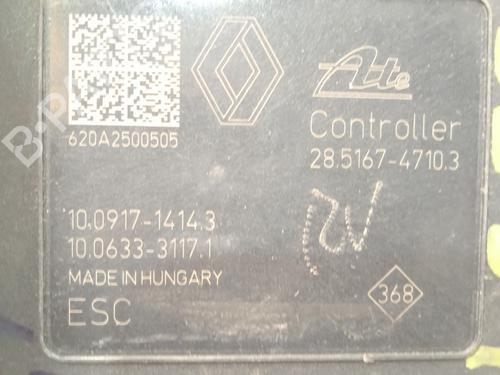 Ate
620A2500505
Controller
28.5167-4710.3
10.0917-1414.3
10.0633-3117.1
MADE IN HUNGARY
368
ESC